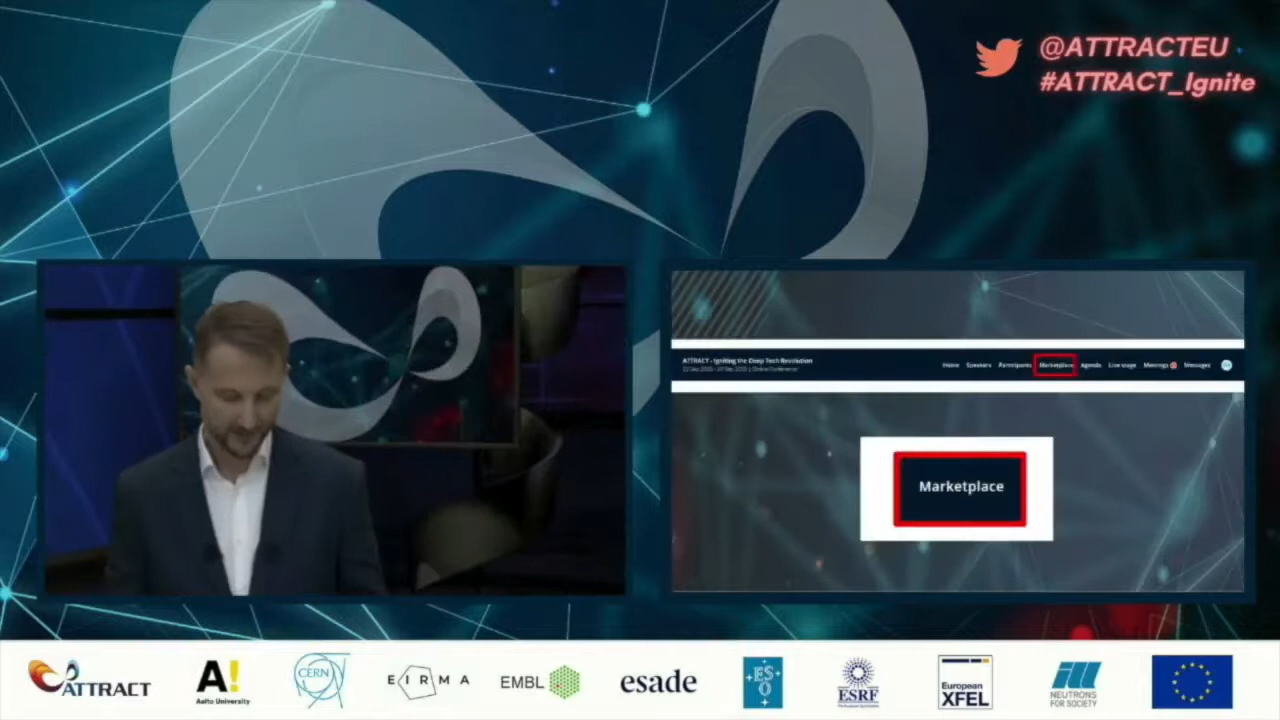 @ATTRACTEU
#ATTRACT_Ignite
ATTRACT - Igniting the Deep Tech Revolution
Home Speakers Participants Marketplace Agenda Live stage Meetings Messages
Marketplace
ATTRACT
A!
Aalto University
CERN
EIRMA
EMBL
esade
ESO
ESRF
European
XFEL
ill
NEUTRONS
FOR SOCIETY